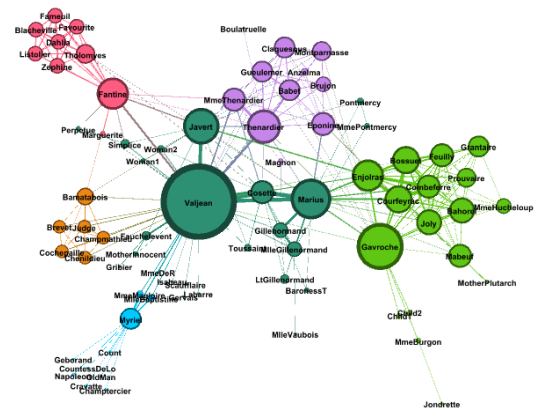 Fameuil
Blacheville
Favourite
Dahlia
Listolier
Tholomyes
Zephine
Fantine
Perpetue
Marguerite
Boulatruelle
Claquesous
Montparnasse
Gueulemer
Anzelma
Babet
Brujon
MmeThenardier
Pontmercy
Thenardier
Eponine
MmePontmercy
Javert
Simplice
Woman2
Woman1
Magnon
Grantaire
Bossuet
Feuilly
Enjolras
Combeferre
Prouvaire
Courfeyrac
Bahorel
MmeHucheloup
Joly
Gavroche
Mabeuf
MotherPlutarch
Cosette
Marius
Valjean
Bamatabois
Brevet
Judge
Champmathieu
Cochepaille
Chenildieu
Fauchelevent
MotherInnocent
Gribier
Gillenormand
Toussaint
MlleGillenormand
MmeDeR
Isabeau
Scaufflaire
Gervais
Labarre
LtGillenormand
BaronessT
MmeMagloire
MlleBaptistine
Myriel
Child2
Child1
MlleVaubois
MmeBurgon
Count
Geborand
CountessDeLo
Napoleon
OldMan
Cravatte
Champtercier
Jondrette